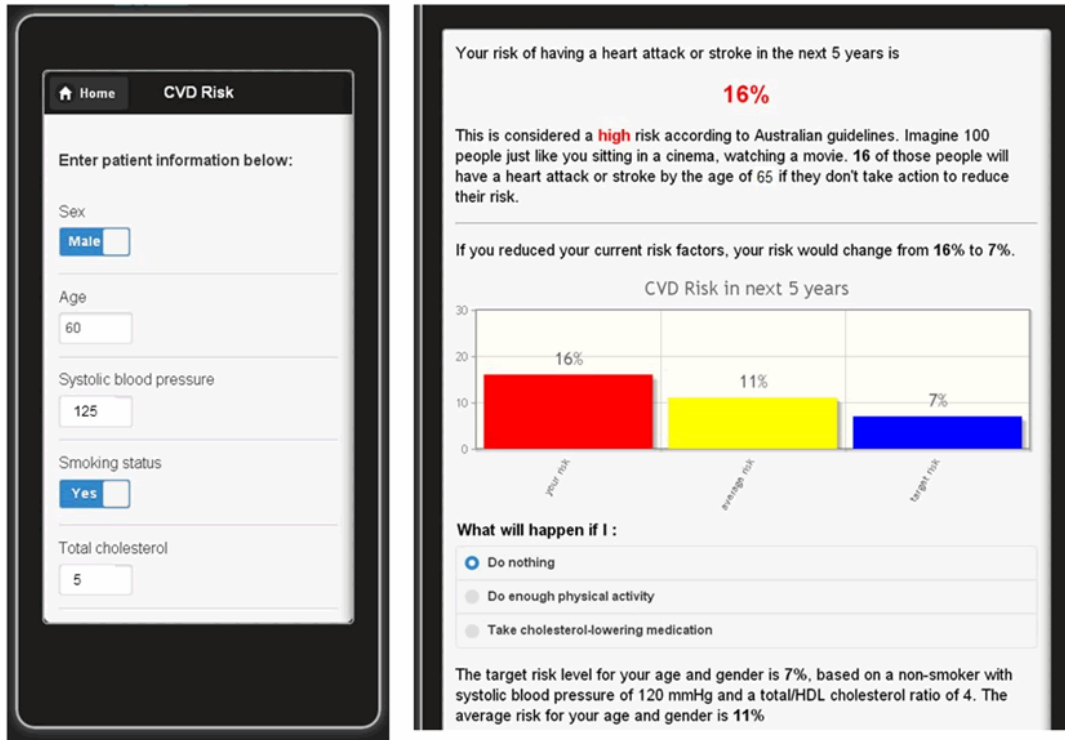 Home CVD Risk
Enter patient information below:
Sex
Male
Age
60
Systolic blood pressure
125
Smoking status
Yes
Total cholesterol
5
Your risk of having a heart attack or stroke in the next 5 years is
16%
This is considered a high risk according to Australian guidelines. Imagine 100
people just like you sitting in a cinema, watching a movie. 16 of those people will
have a heart attack or stroke by the age of 65 if they don't take action to reduce
their risk.
If you reduced your current risk factors, your risk would change from 16% to 7%.
CVD Risk in next 5 years
30
20
10
0
16%
11%
7%
your risk
average risk
target risk
What will happen if I :
Do nothing
Do enough physical activity
Take cholesterol-lowering medication
The target risk level for your age and gender is 7%, based on a non-smoker with
systolic blood pressure of 120 mmHg and a total/HDL cholesterol ratio of 4. The
average risk for your age and gender is 11%